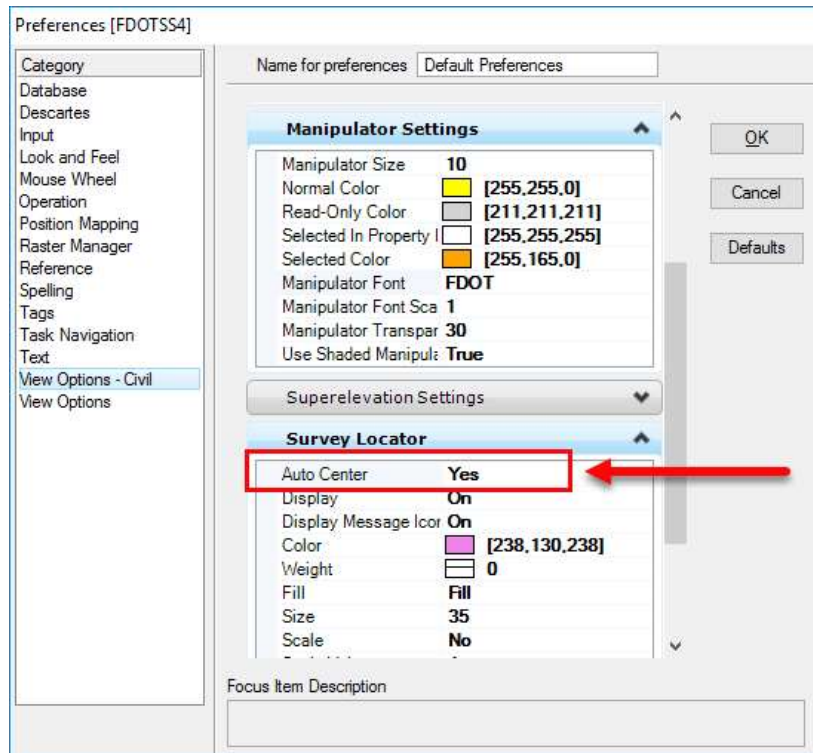 Preferences [FDOTSS4]
Category
Database
Descartes
Input
Look and Feel
Mouse Wheel
Operation
Position Mapping
Raster Manager
Reference
Spelling
Tags
Task Navigation
Text
View Options - Civil
View Options
Name for preferences Default Preferences
Manipulator Settings
Manipulator Size 10
Normal Color [255,255,0]
Read-Only Color [211,211,211]
Selected In Property [255,255,255]
Selected Color [255,165,0]
Manipulator Font FDOT
Manipulator Font Sca 1
Manipulator Transpar 30
Use Shaded Manipula True
Superelevation Settings
Survey Locator
Auto Center Yes
Display On
Display Message Icor On
Color [238,130,238]
Weight 0
Fill Fill
Size 35
Scale No
OK
Cancel
Defaults
Focus Item Description